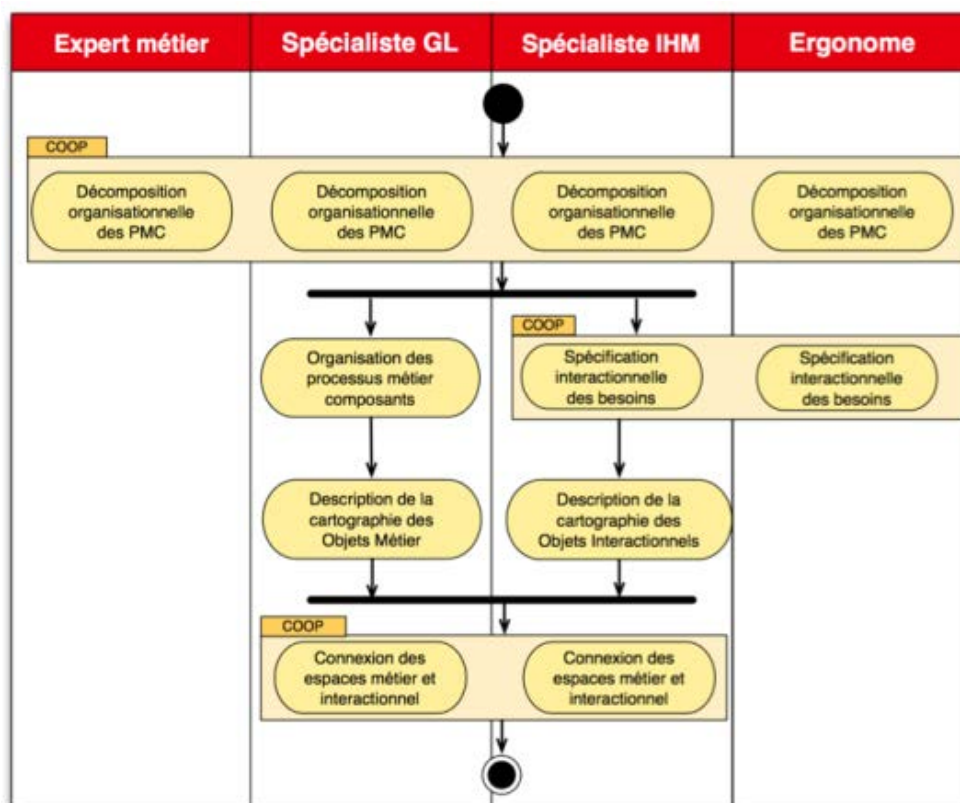 Expert métier
Spécialiste GL
Spécialiste IHM
Ergonome
COOP
Décomposition
organisationnelle
des PMC
Décomposition
organisationnelle
des PMC
Décomposition
organisationnelle
des PMC
Décomposition
organisationnelle
des PMC
Organisation des
processus métier
composants
COOP
Spécification
interactionnelle
des besoins
Spécification
interactionnelle
des besoins
Description de la
cartographie des
Objets Métier
Description de la
cartographie des
Objets Interactionnels
COOP
Connexion des
espaces métier et
interactionnel
Connexion des
espaces métier et
interactionnel